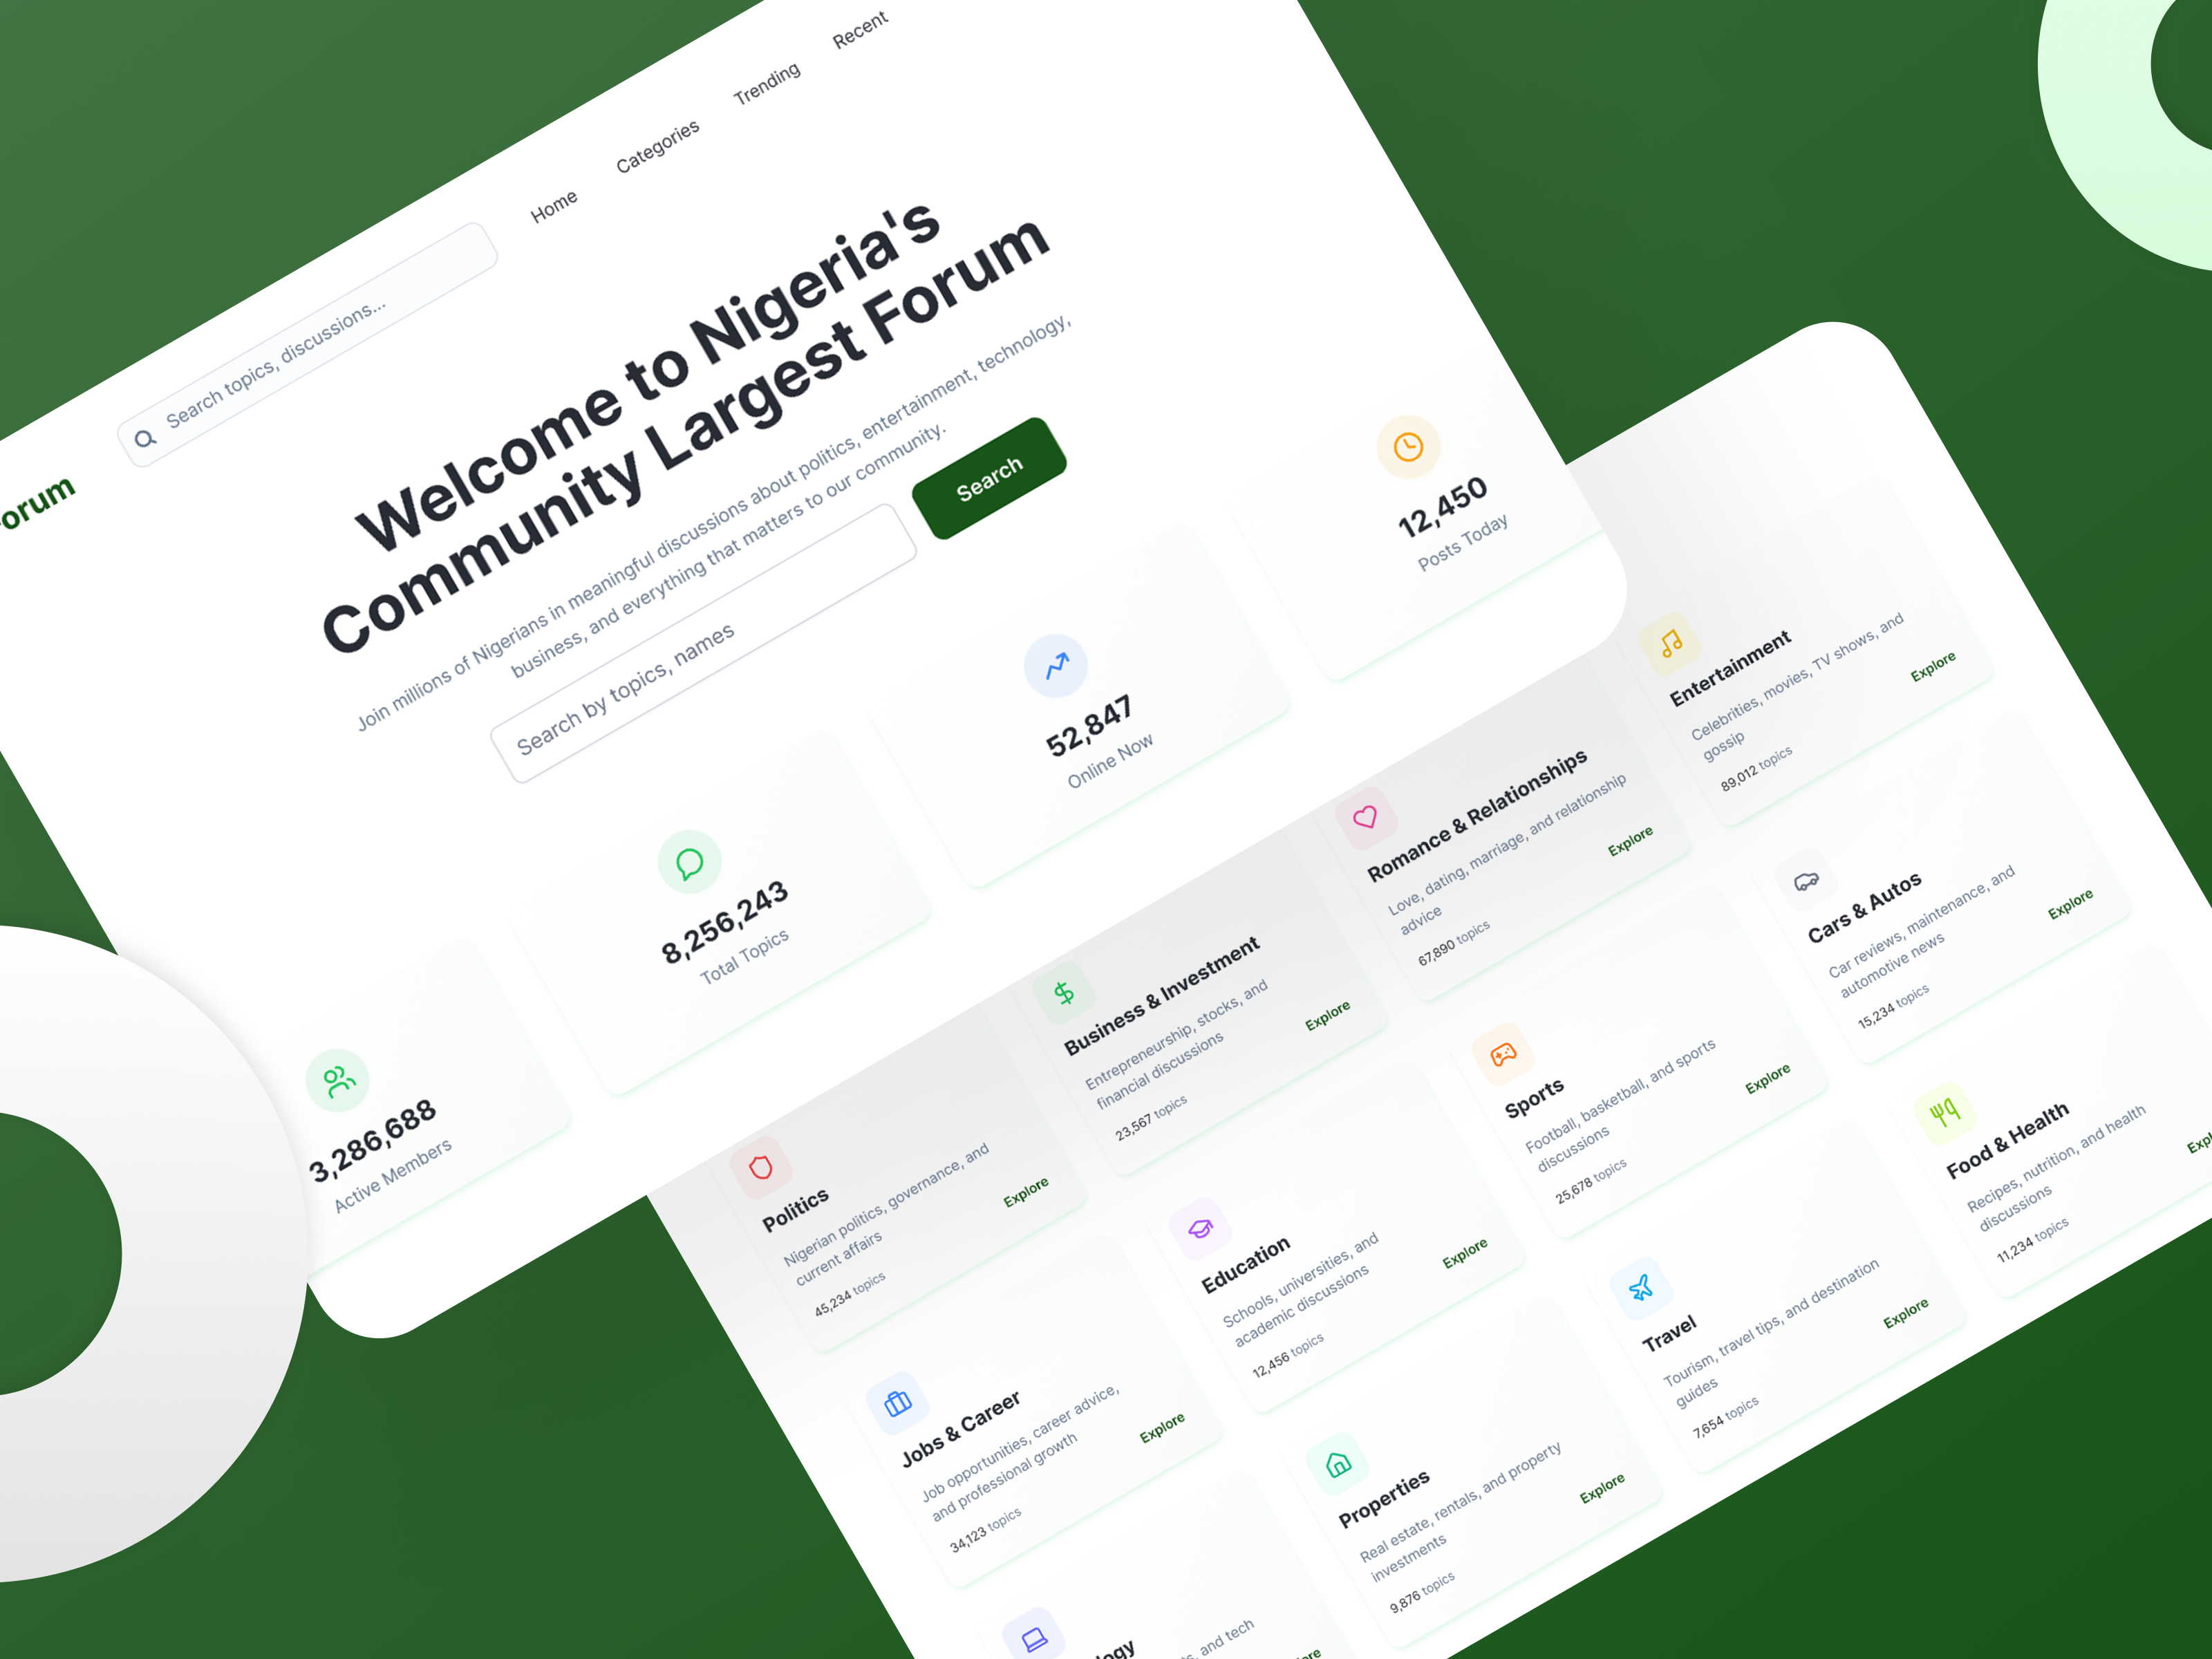 Forum
Search topics, discussions...
Home
Categories
Trending
Recent
Welcome to Nigeria's
Community Largest Forum
Join millions of Nigerians in meaningful discussions about politics, entertainment, technology,
business, and everything that matters to our community.
Search by topics, names
Search
3,286,688
Active Members
8,256,243
Total Topics
52,847
Online Now
12,450
Posts Today
Politics
Nigerian politics, governance, and
current affairs
45,234 topics
Explore
Business & Investment
Entrepreneurship, stocks, and
financial discussions
23,567 topics
Explore
Romance & Relationships
Love, dating, marriage, and relationship
advice
67,890 topics
Explore
Entertainment
Celebrities, movies, TV shows, and
gossip
89,012 topics
Explore
Jobs & Career
Job opportunities, career advice,
and professional growth
34,123 topics
Explore
Education
Schools, universities, and
academic discussions
12,456 topics
Explore
Sports
Football, basketball, and sports
discussions
25,678 topics
Explore
Cars & Autos
Car reviews, maintenance, and
automotive news
15,234 topics
Explore
Properties
Real estate, rentals, and property
investments
9,876 topics
Explore
Travel
Tourism, travel tips, and destination
guides
7,654 topics
Explore
Food & Health
Recipes, nutrition, and health
discussions
11,234 topics
and tech